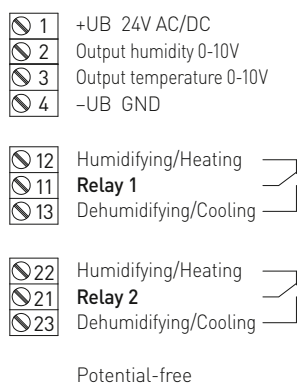 1 +UB 24V AC/DC
2 Output humidity 0-10V
3 Output temperature 0-10V
4 –UB GND
12 Humidifying/Heating
11 Relay 1
13 Dehumidifying/Cooling
22 Humidifying/Heating
21 Relay 2
23 Dehumidifying/Cooling
Potential-free